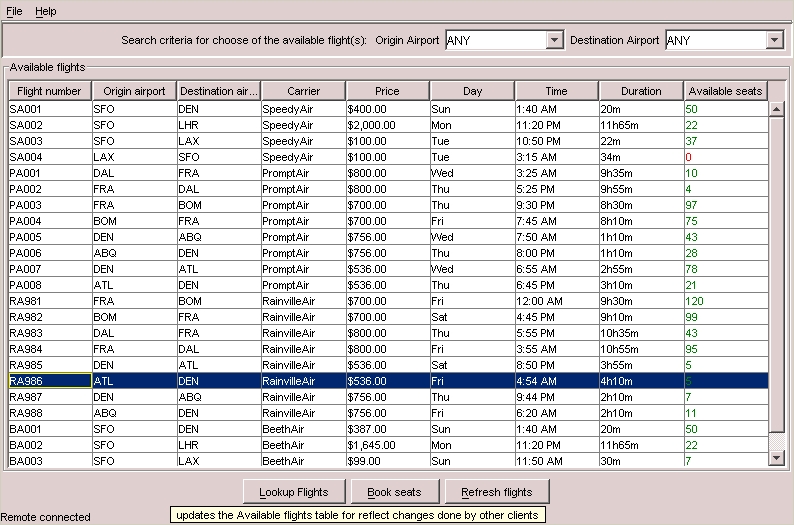 File Help
Search criteria for choose of the available flight(s): Origin Airport ANY Destination Airport ANY
Available flights
Flight number Origin airport Destination air... Carrier Price Day Time Duration Available seats
SA001 SFO DEN SpeedyAir $400.00 Sun 1:40 AM 20m 50
SA002 SFO LHR SpeedyAir $2,000.00 Mon 11:20 PM 11h65m 22
SA003 SFO LAX SpeedyAir $100.00 Tue 10:50 PM 22m 37
SA004 LAX SFO SpeedyAir $100.00 Tue 3:15 AM 34m 0
PA001 DAL FRA PromptAir $800.00 Wed 3:25 AM 9h35m 10
PA002 FRA DAL PromptAir $800.00 Thu 5:25 PM 9h55m 4
PA003 FRA BOM PromptAir $700.00 Thu 9:30 PM 8h30m 97
PA004 BOM FRA PromptAir $700.00 Fri 7:45 AM 8h10m 75
PA005 DEN ABQ PromptAir $756.00 Wed 7:50 AM 1h10m 43
PA006 ABQ DEN PromptAir $756.00 Thu 8:00 PM 1h10m 28
PA007 DEN ATL PromptAir $536.00 Wed 6:55 AM 2h55m 78
PA008 ATL DEN PromptAir $536.00 Thu 6:45 PM 3h10m 21
RA981 FRA BOM RainvilleAir $700.00 Fri 12:00 AM 9h30m 120
RA982 BOM FRA RainvilleAir $700.00 Sat 4:45 PM 9h10m 99
RA983 DAL FRA RainvilleAir $800.00 Thu 5:55 PM 10h35m 43
RA984 FRA DAL RainvilleAir $800.00 Fri 3:55 AM 10h55m 95
RA985 DEN ATL RainvilleAir $536.00 Sat 8:50 PM 3h55m 5
RA986 ATL DEN RainvilleAir $536.00 Fri 4:54 AM 4h10m 5
RA987 DEN ABQ RainvilleAir $756.00 Thu 9:44 PM 2h10m 7
RA988 ABQ DEN RainvilleAir $756.00 Fri 6:20 AM 2h10m 11
BA001 SFO DEN BeethAir $387.00 Sun 1:40 AM 20m 50
BA002 SFO LHR BeethAir $1,645.00 Mon 11:20 PM 11h65m 22
BA003 SFO LAX BeethAir $99.00 Sun 11:50 AM 30m 7
Lookup Flights Book seats Refresh flights
Remote connected updates the Available flights table for reflect changes done by other clients